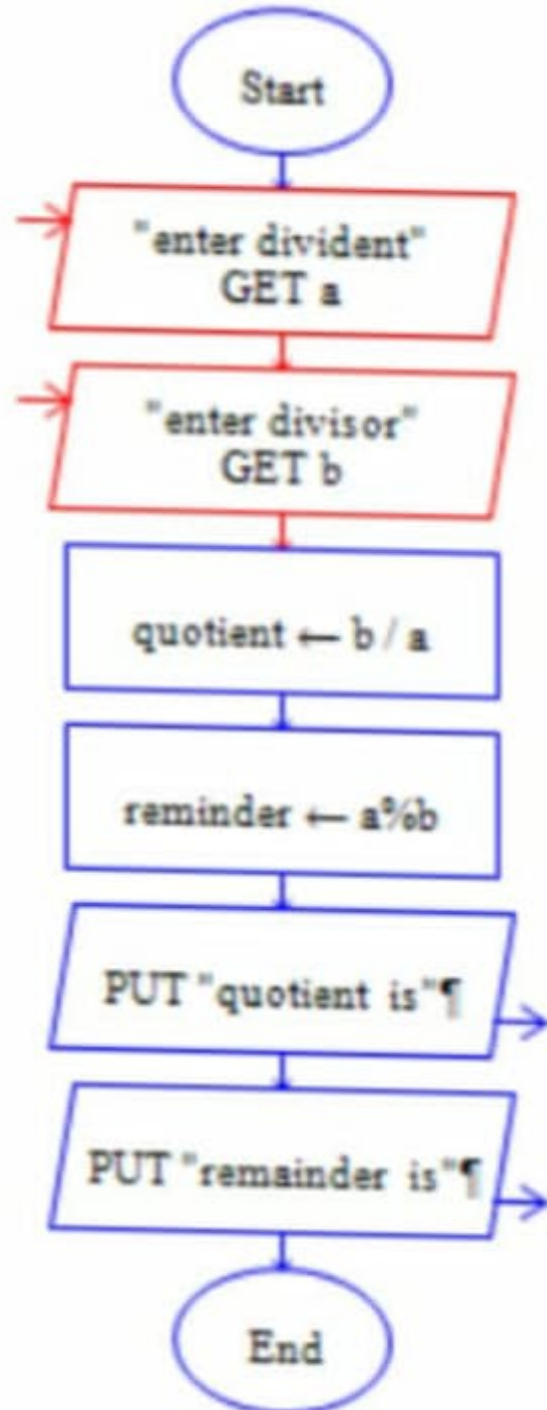 Start
"enter divident"
GET a
"enter divisor"
GET b
quotient ← b / a
reminder ← a%b
PUT "quotient is"¶
PUT "remainder is"¶
End